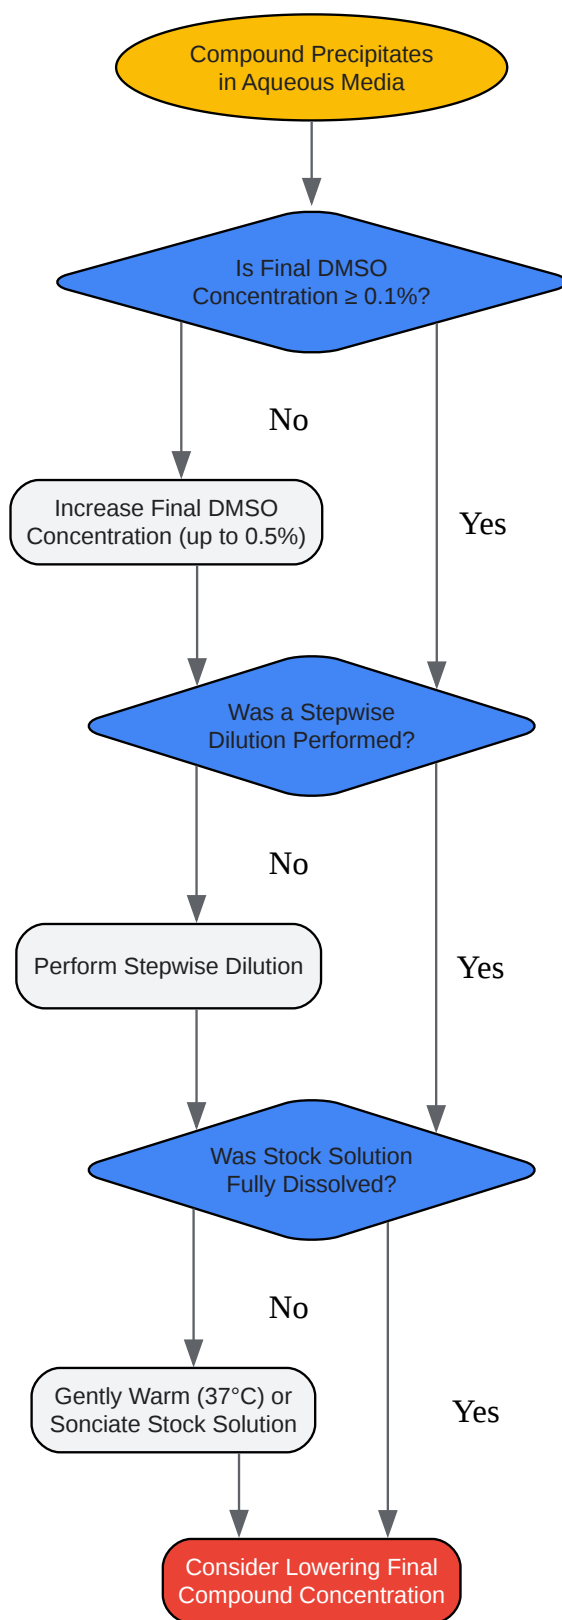 Compound Precipitates
in Aqueous Media
Is Final DMSO
Concentration ≥ 0.1%?
No
Increase Final DMSO
Concentration (up to 0.5%)
Yes
Was a Stepwise
Dilution Performed?
No
Perform Stepwise Dilution
Yes
Was Stock Solution
Fully Dissolved?
No
Gently Warm (37°C) or
Sonciate Stock Solution
Yes
Consider Lowering Final
Compound Concentration